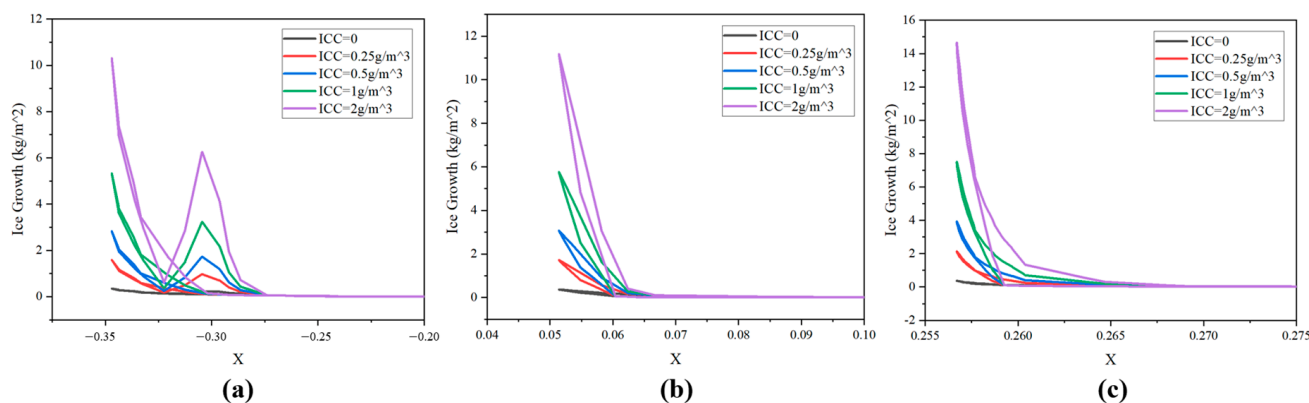 12
10
8
6
4
2
0
Ice Growth (kg/m^2)
−0.35
−0.30
−0.25
−0.20
X
ICC=0
ICC=0.25g/m^3
ICC=0.5g/m^3
ICC=1g/m^3
ICC=2g/m^3
(a)
12
10
8
6
4
2
0
Ice Growth (kg/m^2)
0.04
0.05
0.06
0.07
0.08
0.09
0.10
X
ICC=0
ICC=0.25g/m^3
ICC=0.5g/m^3
ICC=1g/m^3
ICC=2g/m^3
(b)
16
14
12
10
8
6
4
2
0
-2
Ice Growth (kg/m^2)
0.255
0.260
0.265
0.270
0.275
X
ICC=0
ICC=0.25g/m^3
ICC=0.5g/m^3
ICC=1g/m^3
ICC=2g/m^3
(c)